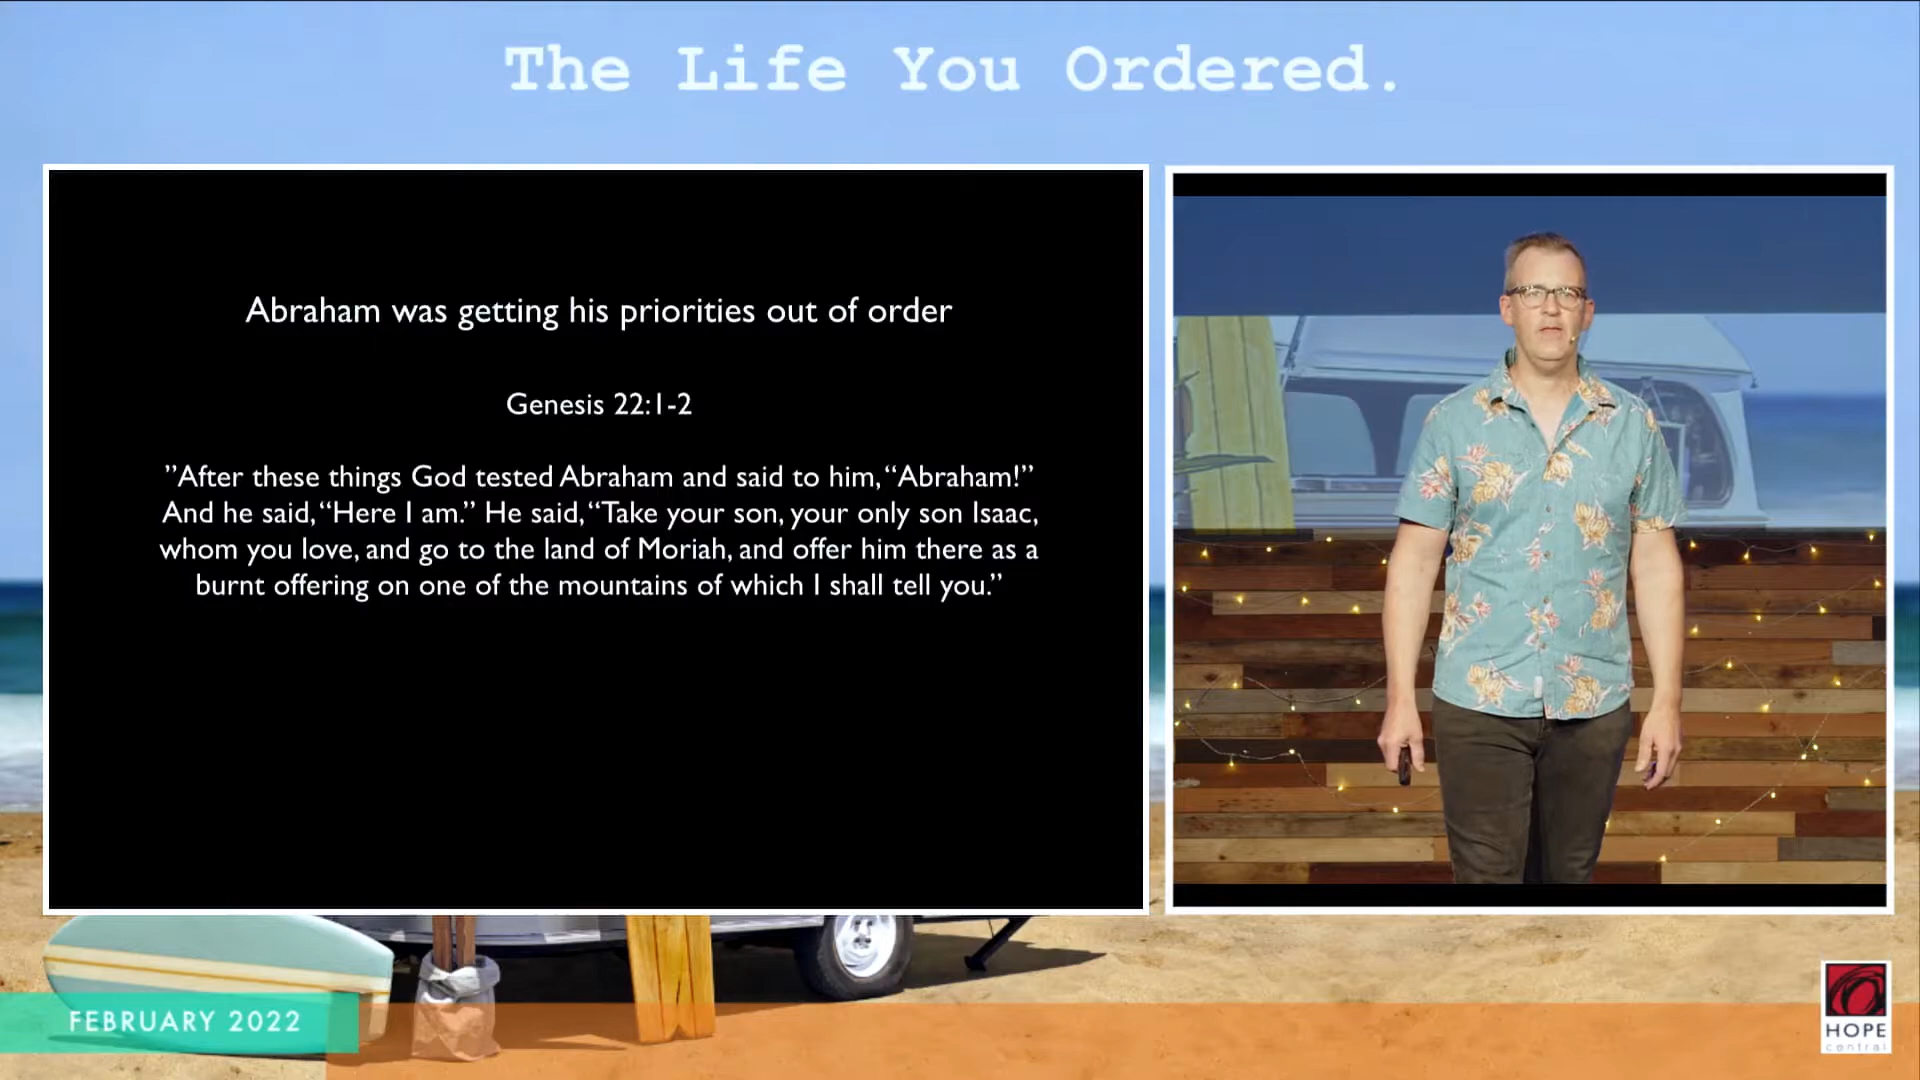 The Life You Ordered.
Abraham was getting his priorities out of order
Genesis 22:1-2
”After these things God tested Abraham and said to him, “Abraham!”
And he said, “Here I am.” He said, “Take your son, your only son Isaac,
whom you love, and go to the land of Moriah, and offer him there as a
burnt offering on one of the mountains of which I shall tell you.”
FEBRUARY 2022
HOPE
central